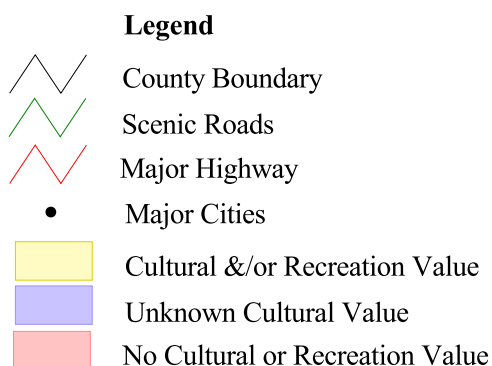 Legend
County Boundary
Scenic Roads
Major Highway
Major Cities
Cultural &/or Recreation Value
Unknown Cultural Value
No Cultural or Recreation Value